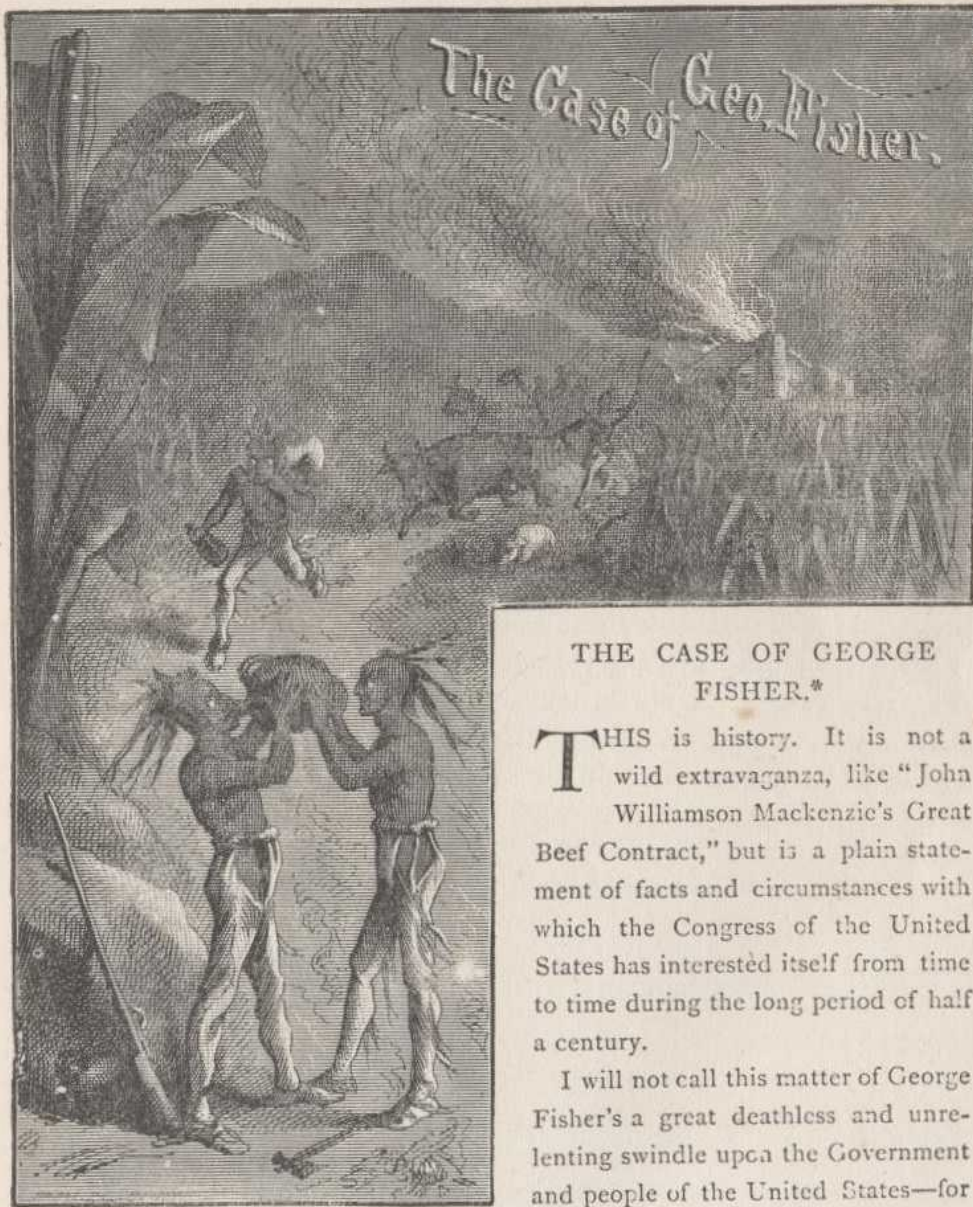 The Case of Geo. Fisher.
THE CASE OF GEORGE
FISHER.*
THIS is history. It is not a
wild extravaganza, like “John
Williamson Mackenzie's Great
Beef Contract,” but is a plain state-
ment of facts and circumstances with
which the Congress of the United
States has interested itself from time
to time during the long period of half
a century.
I will not call this matter of George
Fisher's a great deathless and unre-
lenting swindle upon the Government
and people of the United States—for